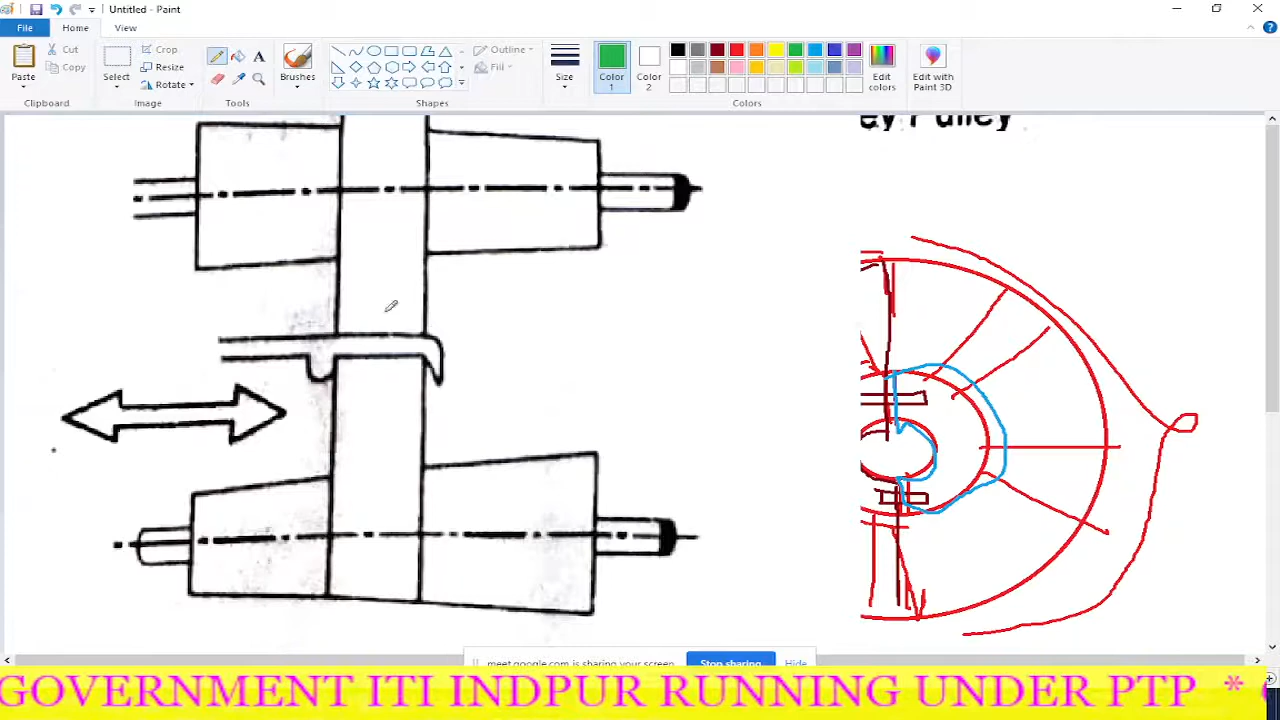 Untitled - Paint
File Home View
Paste
Cut
Copy
Clipboard
Select
Crop
Resize
Rotate
Image
A
Tools
Brushes
Shapes
Outline
Fill
Size
Color 1
Color 2
Edit colors
Edit with Paint 3D
Colors
ey Pulley
meet.google.com is sharing your screen.
Stop sharing
Hide
GOVERNMENT ITI INDPUR RUNNING UNDER PTP *